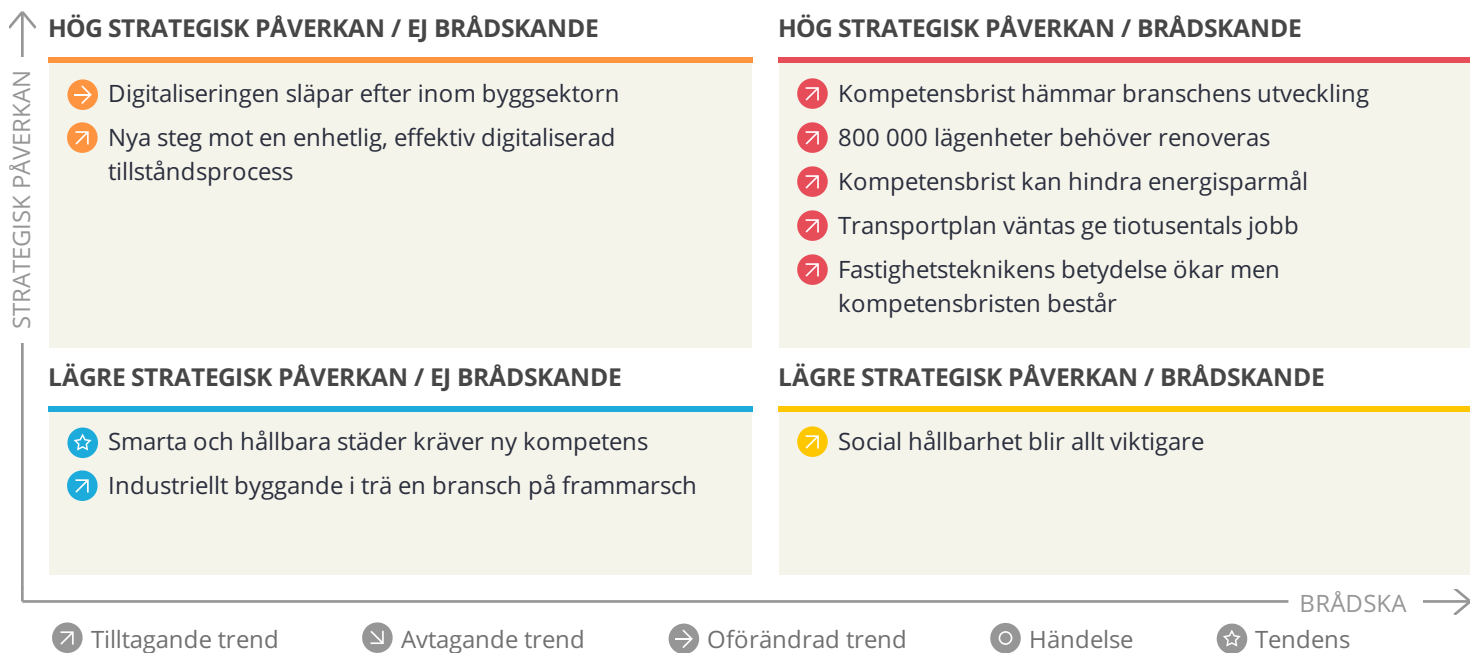 STRATEGISK PÅVERKAN
HÖG STRATEGISK PÅVERKAN / EJ BRÅDSKANDE
Digitaliseringen släpar efter inom byggsektorn
Nya steg mot en enhetlig, effektiv digitaliserad
tillståndsprocess
HÖG STRATEGISK PÅVERKAN / BRÅDSKANDE
Kompetensbrist hämmar branschens utveckling
800 000 lägenheter behöver renoveras
Kompetensbrist kan hindra energisparmål
Transportplan väntas ge tiotusentals jobb
Fastighetsteknikens betydelse ökar men
kompetensbristen består
LÄGRE STRATEGISK PÅVERKAN / EJ BRÅDSKANDE
Smarta och hållbara städer kräver ny kompetens
Industriellt byggande i trä en bransch på frammarsch
LÄGRE STRATEGISK PÅVERKAN / BRÅDSKANDE
Social hållbarhet blir allt viktigare
BRÅDSKA
Tilltagande trend
Avtagande trend
Oförändrad trend
Händelse
Tendens